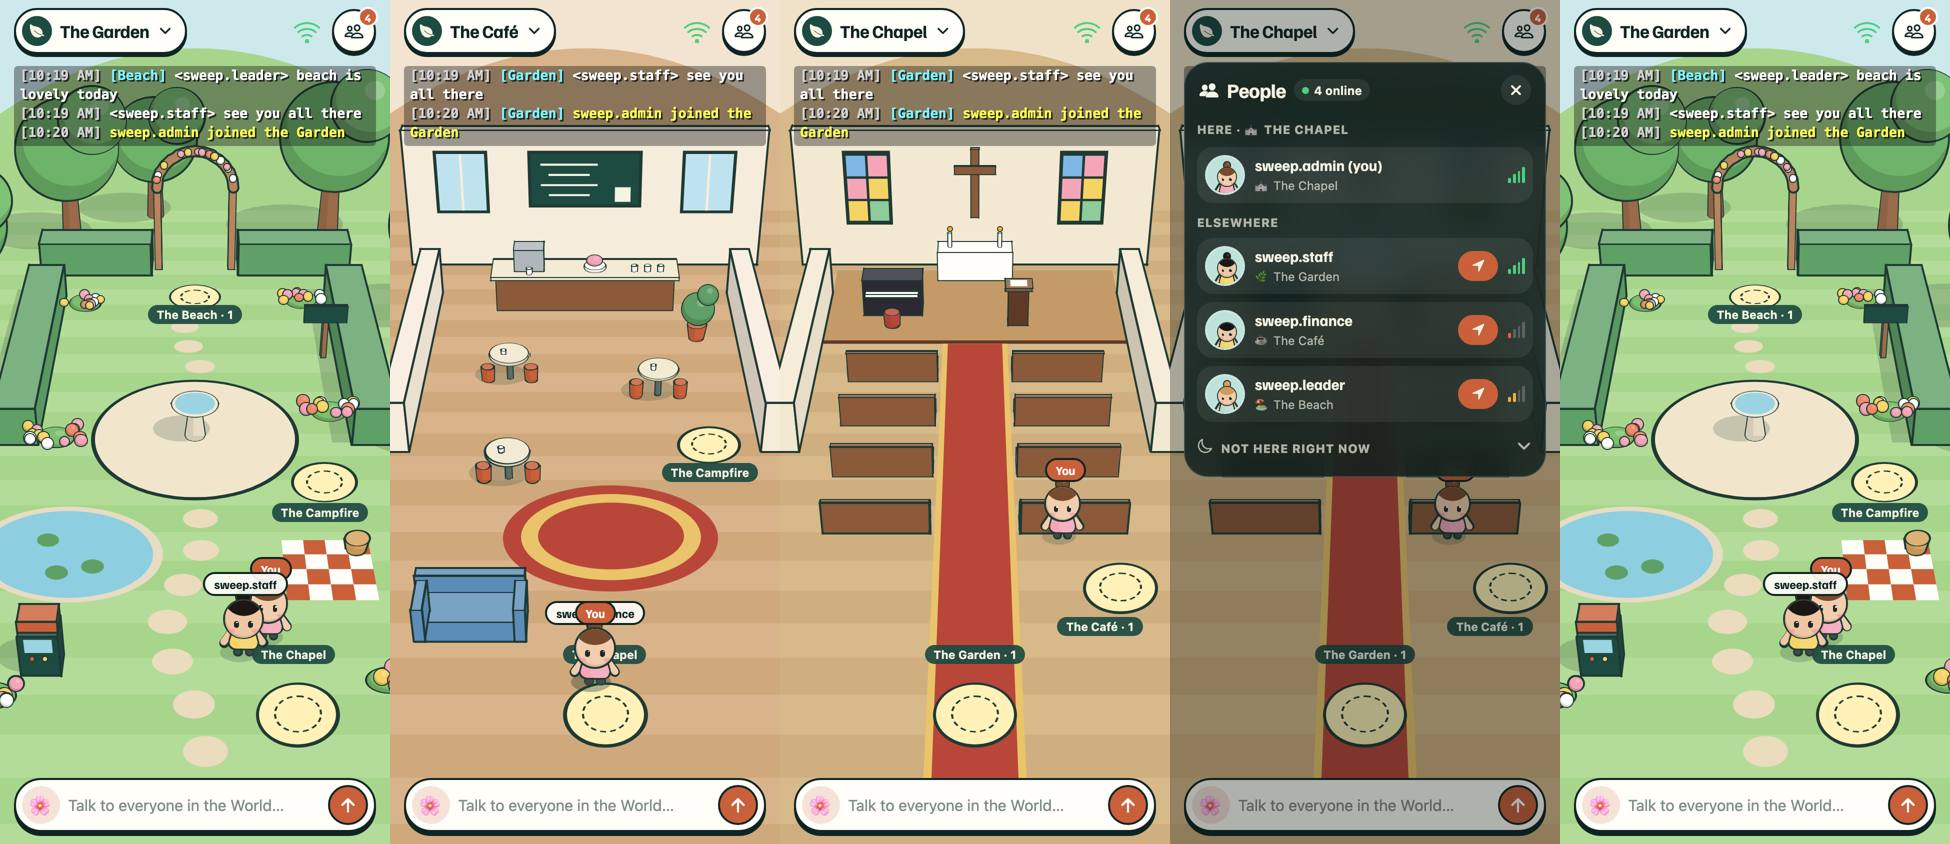 The Garden
4
[10:19 AM] [Beach] <sweep.leader> beach is
lovely today
[10:19 AM] <sweep.staff> see you all there
[10:20 AM] sweep.admin joined the Garden
The Beach · 1
The Campfire
You
sweep.staff
The Chapel
Talk to everyone in the World...
The Café
4
[10:19 AM] [Garden] <sweep.staff> see you
all there
[10:20 AM] [Garden] sweep.admin joined the
Garden
The Campfire
You
The Chapel
4
[10:19 AM] [Garden] <sweep.staff> see you
all there
[10:20 AM] [Garden] sweep.admin joined the
Garden
You
The Café · 1
The Garden · 1
Talk to everyone in the World...
Talk to everyone in the World...
The Chapel
4
People
4 online
HERE · THE CHAPEL
sweep.admin (you)
The Chapel
ELSEWHERE
sweep.staff
The Garden
sweep.finance
The Café
sweep.leader
The Beach
NOT HERE RIGHT NOW
The Café · 1
The Garden · 1
Talk to everyone in the World...
The Garden
4
[10:19 AM] [Beach] <sweep.leader> beach is
lovely today
[10:19 AM] <sweep.staff> see you all there
[10:20 AM] sweep.admin joined the Garden
The Beach · 1
The Campfire
You
sweep.staff
The Chapel
Talk to everyone in the World...